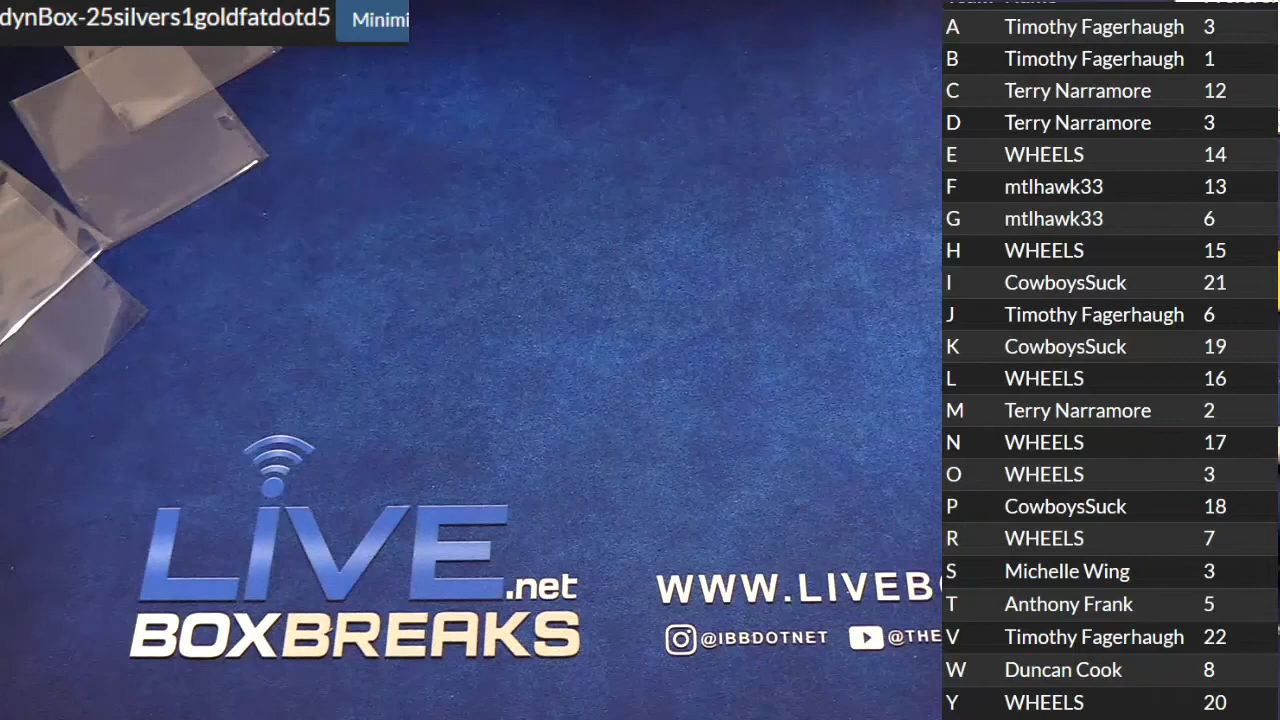 dynBox-25silvers1goldfatdotd5 Minimi
A Timothy Fagerhaugh 3
B Timothy Fagerhaugh 1
C Terry Narramore 12
D Terry Narramore 3
E WHEELS 14
F mtlhawk33 13
G mtlhawk33 6
H WHEELS 15
I CowboysSuck 21
J Timothy Fagerhaugh 6
K CowboysSuck 19
L WHEELS 16
M Terry Narramore 2
N WHEELS 17
O WHEELS 3
P CowboysSuck 18
R WHEELS 7
S Michelle Wing 3
T Anthony Frank 5
V Timothy Fagerhaugh 22
W Duncan Cook 8
Y WHEELS 20
LIVE.net
BOXBREAKS
WWW.LIVEB
@IBBDOTNET @THE